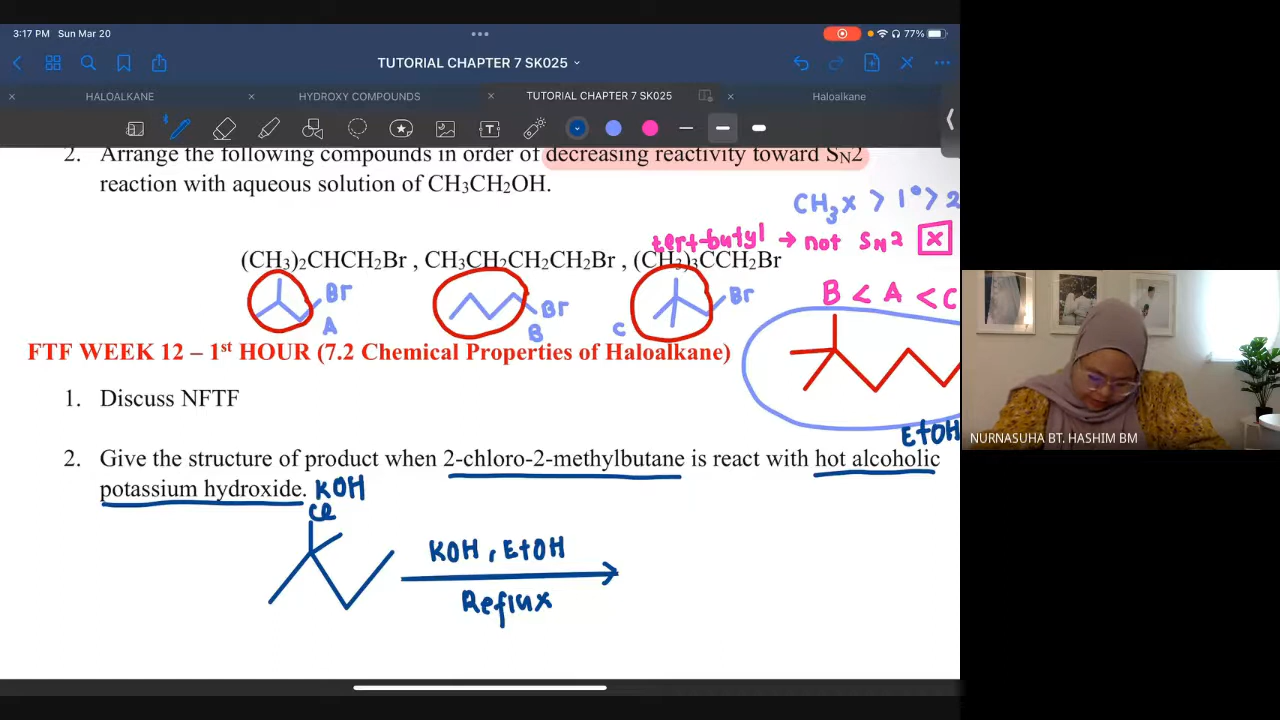 3:17 PM Sun Mar 20
77%
TUTORIAL CHAPTER 7 SK025
HALOALKANE
HYDROXY COMPOUNDS
TUTORIAL CHAPTER 7 SK025
Haloalkane
2. Arrange the following compounds in order of decreasing reactivity toward SN2
reaction with aqueous solution of CH3CH2OH.
CH3X > 1° > 2
tert-butyl → not SN2 X
(CH3)2CHCH2Br , CH3CH2CH2CH2Br , (CH3)3CCH2Br
Br
A
Br
B
Br
C
B < A < C
FTF WEEK 12 – 1st HOUR (7.2 Chemical Properties of Haloalkane)
1. Discuss NFTF
EtOH
2. Give the structure of product when 2-chloro-2-methylbutane is react with hot alcoholic
potassium hydroxide. KOH
Cl
KOH, EtOH
Reflux
NURNASUHA BT. HASHIM BM